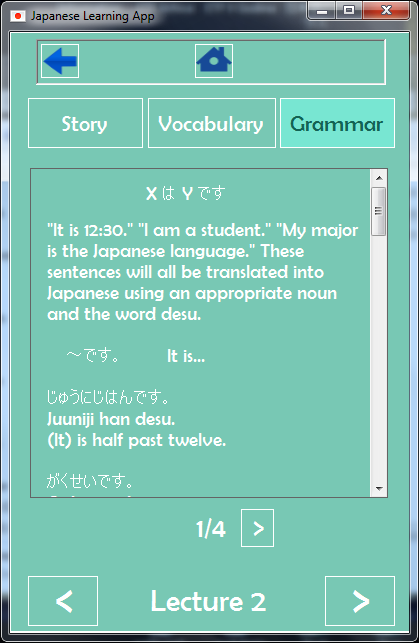 Japanese Learning App
Story Vocabulary Grammar
X は Y です
"It is 12:30." "I am a student." "My major
is the Japanese language." These
sentences will all be translated into
Japanese using an appropriate noun
and the word desu.
～です。 It is...
じゅうにじはんです。
Juuniji han desu.
(It) is half past twelve.
がくせいです。
1/4 >
< Lecture 2 >